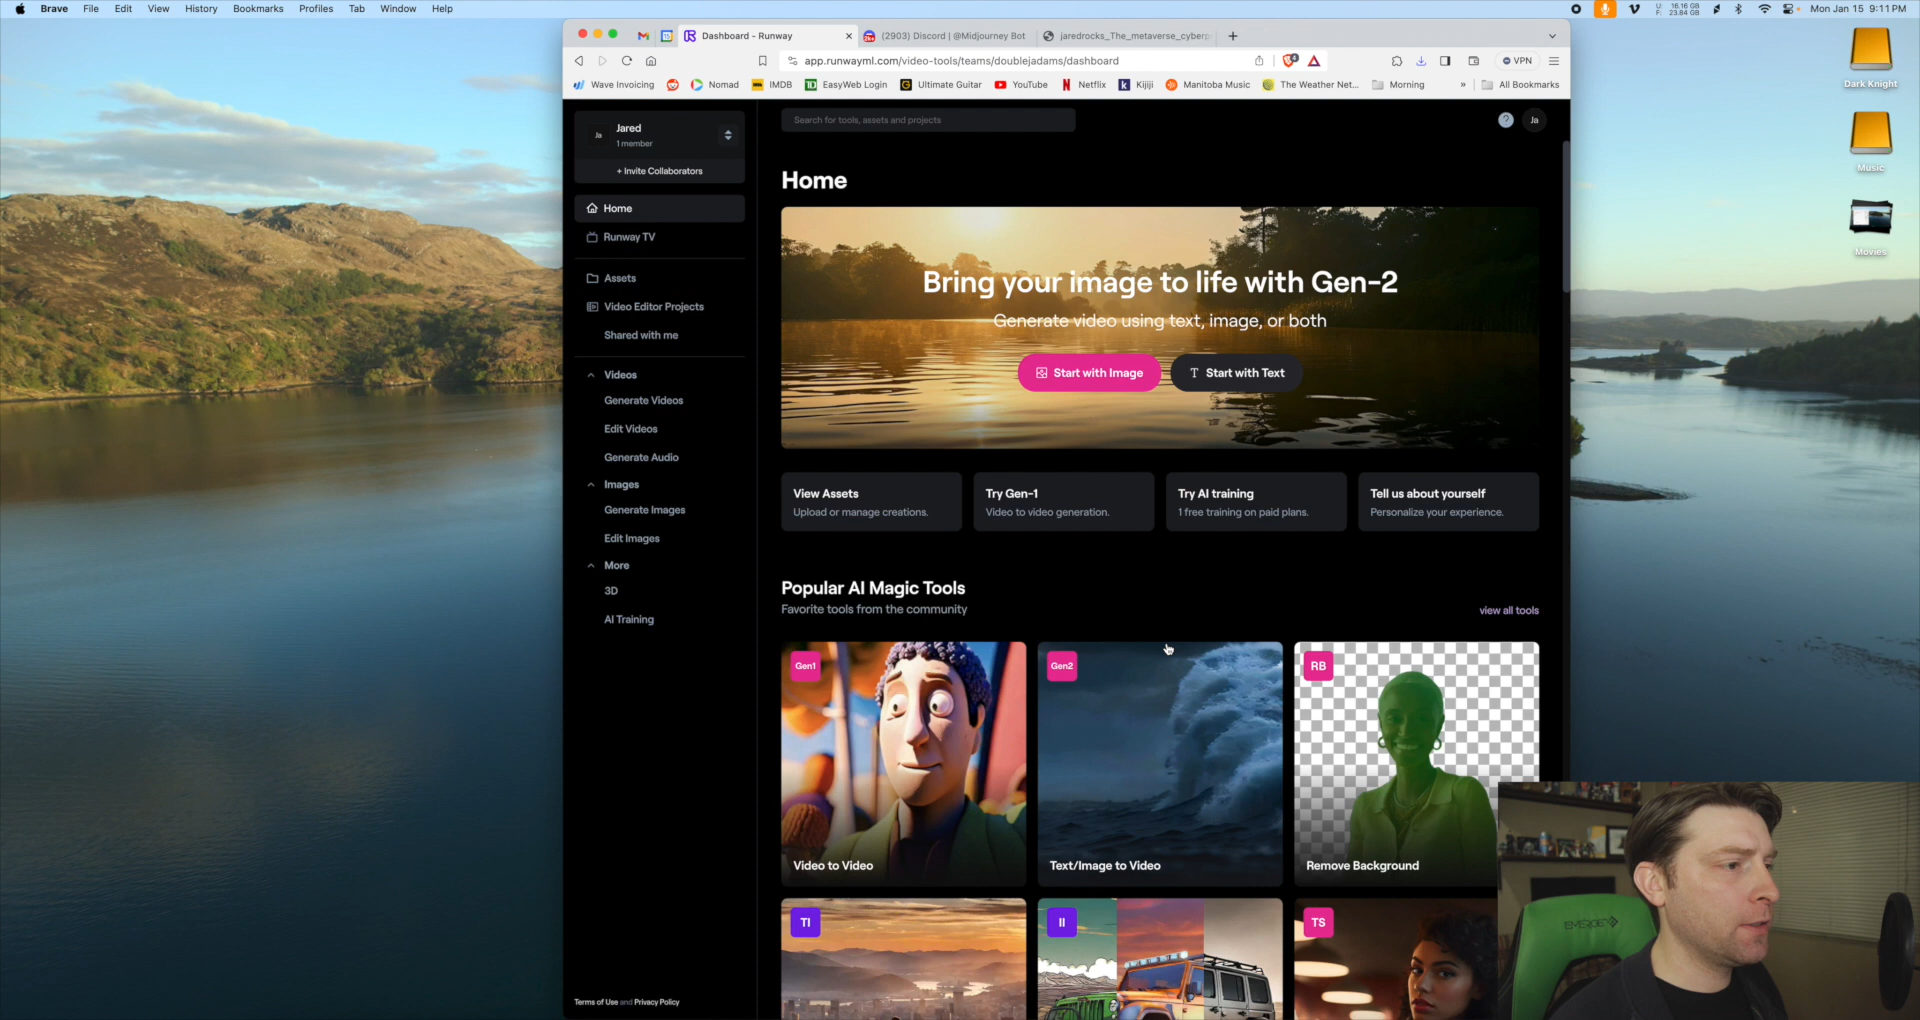 Brave File Edit View History Bookmarks Profiles Tab Window Help
U: 16.16 GB
F: 23.84 GB
Mon Jan 15 9:11 PM
Dashboard - Runway
(2903) Discord | @Midjourney Bot
jaredrocks_The_metaverse_cyberp
app.runwayml.com/video-tools/teams/doublejadams/dashboard
VPN
Wave Invoicing Nomad IMDB EasyWeb Login Ultimate Guitar YouTube Netflix Kijiji Manitoba Music The Weather Net... Morning » All Bookmarks
Dark Knight
Music
Movies
Ja
Jared
1 member
+ Invite Collaborators
Home
Runway TV
Assets
Video Editor Projects
Shared with me
Videos
Generate Videos
Edit Videos
Generate Audio
Images
Generate Images
Edit Images
More
3D
AI Training
Terms of Use and Privacy Policy
Search for tools, assets and projects
? Ja
Home
Bring your image to life with Gen-2
Generate video using text, image, or both
Start with Image
T Start with Text
View Assets
Upload or manage creations.
Try Gen-1
Video to video generation.
Try AI training
1 free training on paid plans.
Tell us about yourself
Personalize your experience.
Popular AI Magic Tools
Favorite tools from the community
view all tools
Gen1
Video to Video
Gen2
Text/Image to Video
RB
Remove Background
TI
II
TS